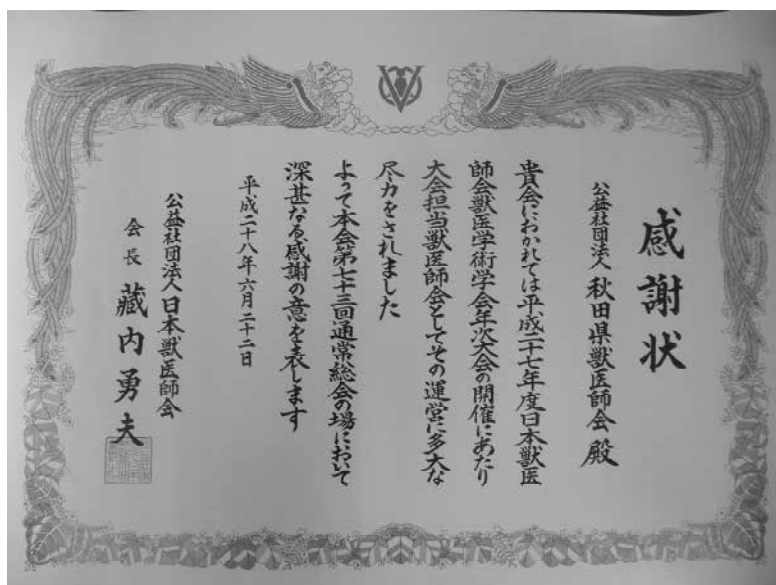 感謝状
公益社団法人 秋田県獣医師会 殿
貴会におかれては平成二十七年度日本獣医
師会獣医学術学会年次大会の開催にあたり
大会担当獣医師会としてその運営に多大な
尽力をされました
よって本会第七十三回通常総会の場において
深甚なる感謝の意を表します
平成二十八年六月二十二日
公益社団法人 日本獣医師会
会長 藏内勇夫